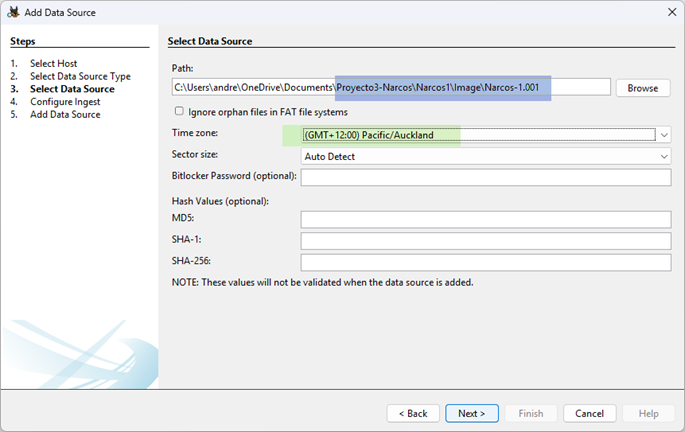 Add Data Source
Steps
1. Select Host
2. Select Data Source Type
3. Select Data Source
4. Configure Ingest
5. Add Data Source
Select Data Source
Path:
C:\Users\andre\OneDrive\Documents\Proyecto3-Narcos\Narcos1\Image\Narcos-1.001
Browse
Ignore orphan files in FAT file systems
Time zone: (GMT+12:00) Pacific/Auckland
Sector size: Auto Detect
Bitlocker Password (optional):
Hash Values (optional):
MD5:
SHA-1:
SHA-256:
NOTE: These values will not be validated when the data source is added.
< Back Next > Finish Cancel Help